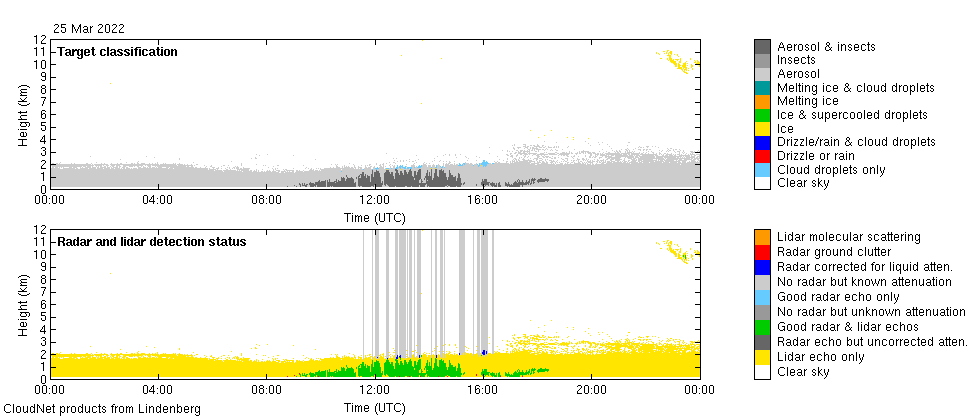 25 Mar 2022
Target classification
Height (km)
12
11
10
9
8
7
6
5
4
3
2
1
0
00:00 04:00 08:00 12:00 16:00 20:00 00:00
Time (UTC)
Aerosol & insects
Insects
Aerosol
Melting ice & cloud droplets
Melting ice
Ice & supercooled droplets
Ice
Drizzle/rain & cloud droplets
Drizzle or rain
Cloud droplets only
Clear sky
Radar and lidar detection status
Height (km)
12
11
10
9
8
7
6
5
4
3
2
1
0
00:00 04:00 08:00 12:00 16:00 20:00 00:00
Time (UTC)
Lidar molecular scattering
Radar ground clutter
Radar corrected for liquid atten.
No radar but known attenuation
Good radar echo only
No radar but unknown attenuation
Good radar & lidar echos
Radar echo but uncorrected atten.
Lidar echo only
Clear sky
CloudNet products from Lindenberg